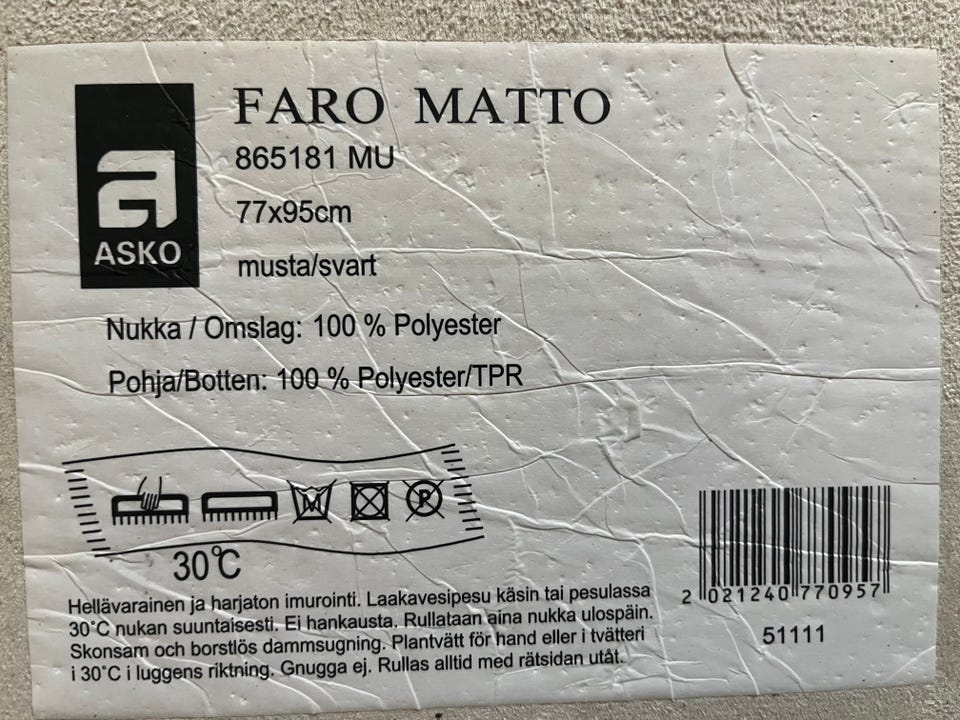 FARO MATTO
865181 MU
77x95cm
musta/svart
a
ASKO
Nukka / Omslag: 100 % Polyester
Pohja/Botten: 100 % Polyester/TPR
P
30°C
Hellävarainen ja harjaton imurointi. Laakavesipesu käsin tai pesulassa
30°C nukan suuntaisesti. Ei hankausta. Rullataan aina nukka ulospäin.
Skonsam och borstlös dammsugning. Plantvätt för hand eller i tvätteri
i 30°C i luggens riktning. Gnugga ej. Rullas alltid med rätsidan utåt.
2 021240 770957
51111